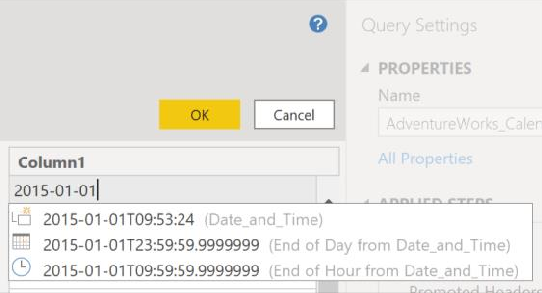 ?
Query Settings
OK
Cancel
PROPERTIES
Name
AdventureWorks_Calen
All Properties
Column1
2015-01-01
APPLIED STEPS
2015-01-01T09:53:24 (Date_and_Time)
2015-01-01T23:59:59.9999999 (End of Day from Date_and_Time)
2015-01-01T09:59:59.9999999 (End of Hour from Date_and_Time)
Promoted Headers